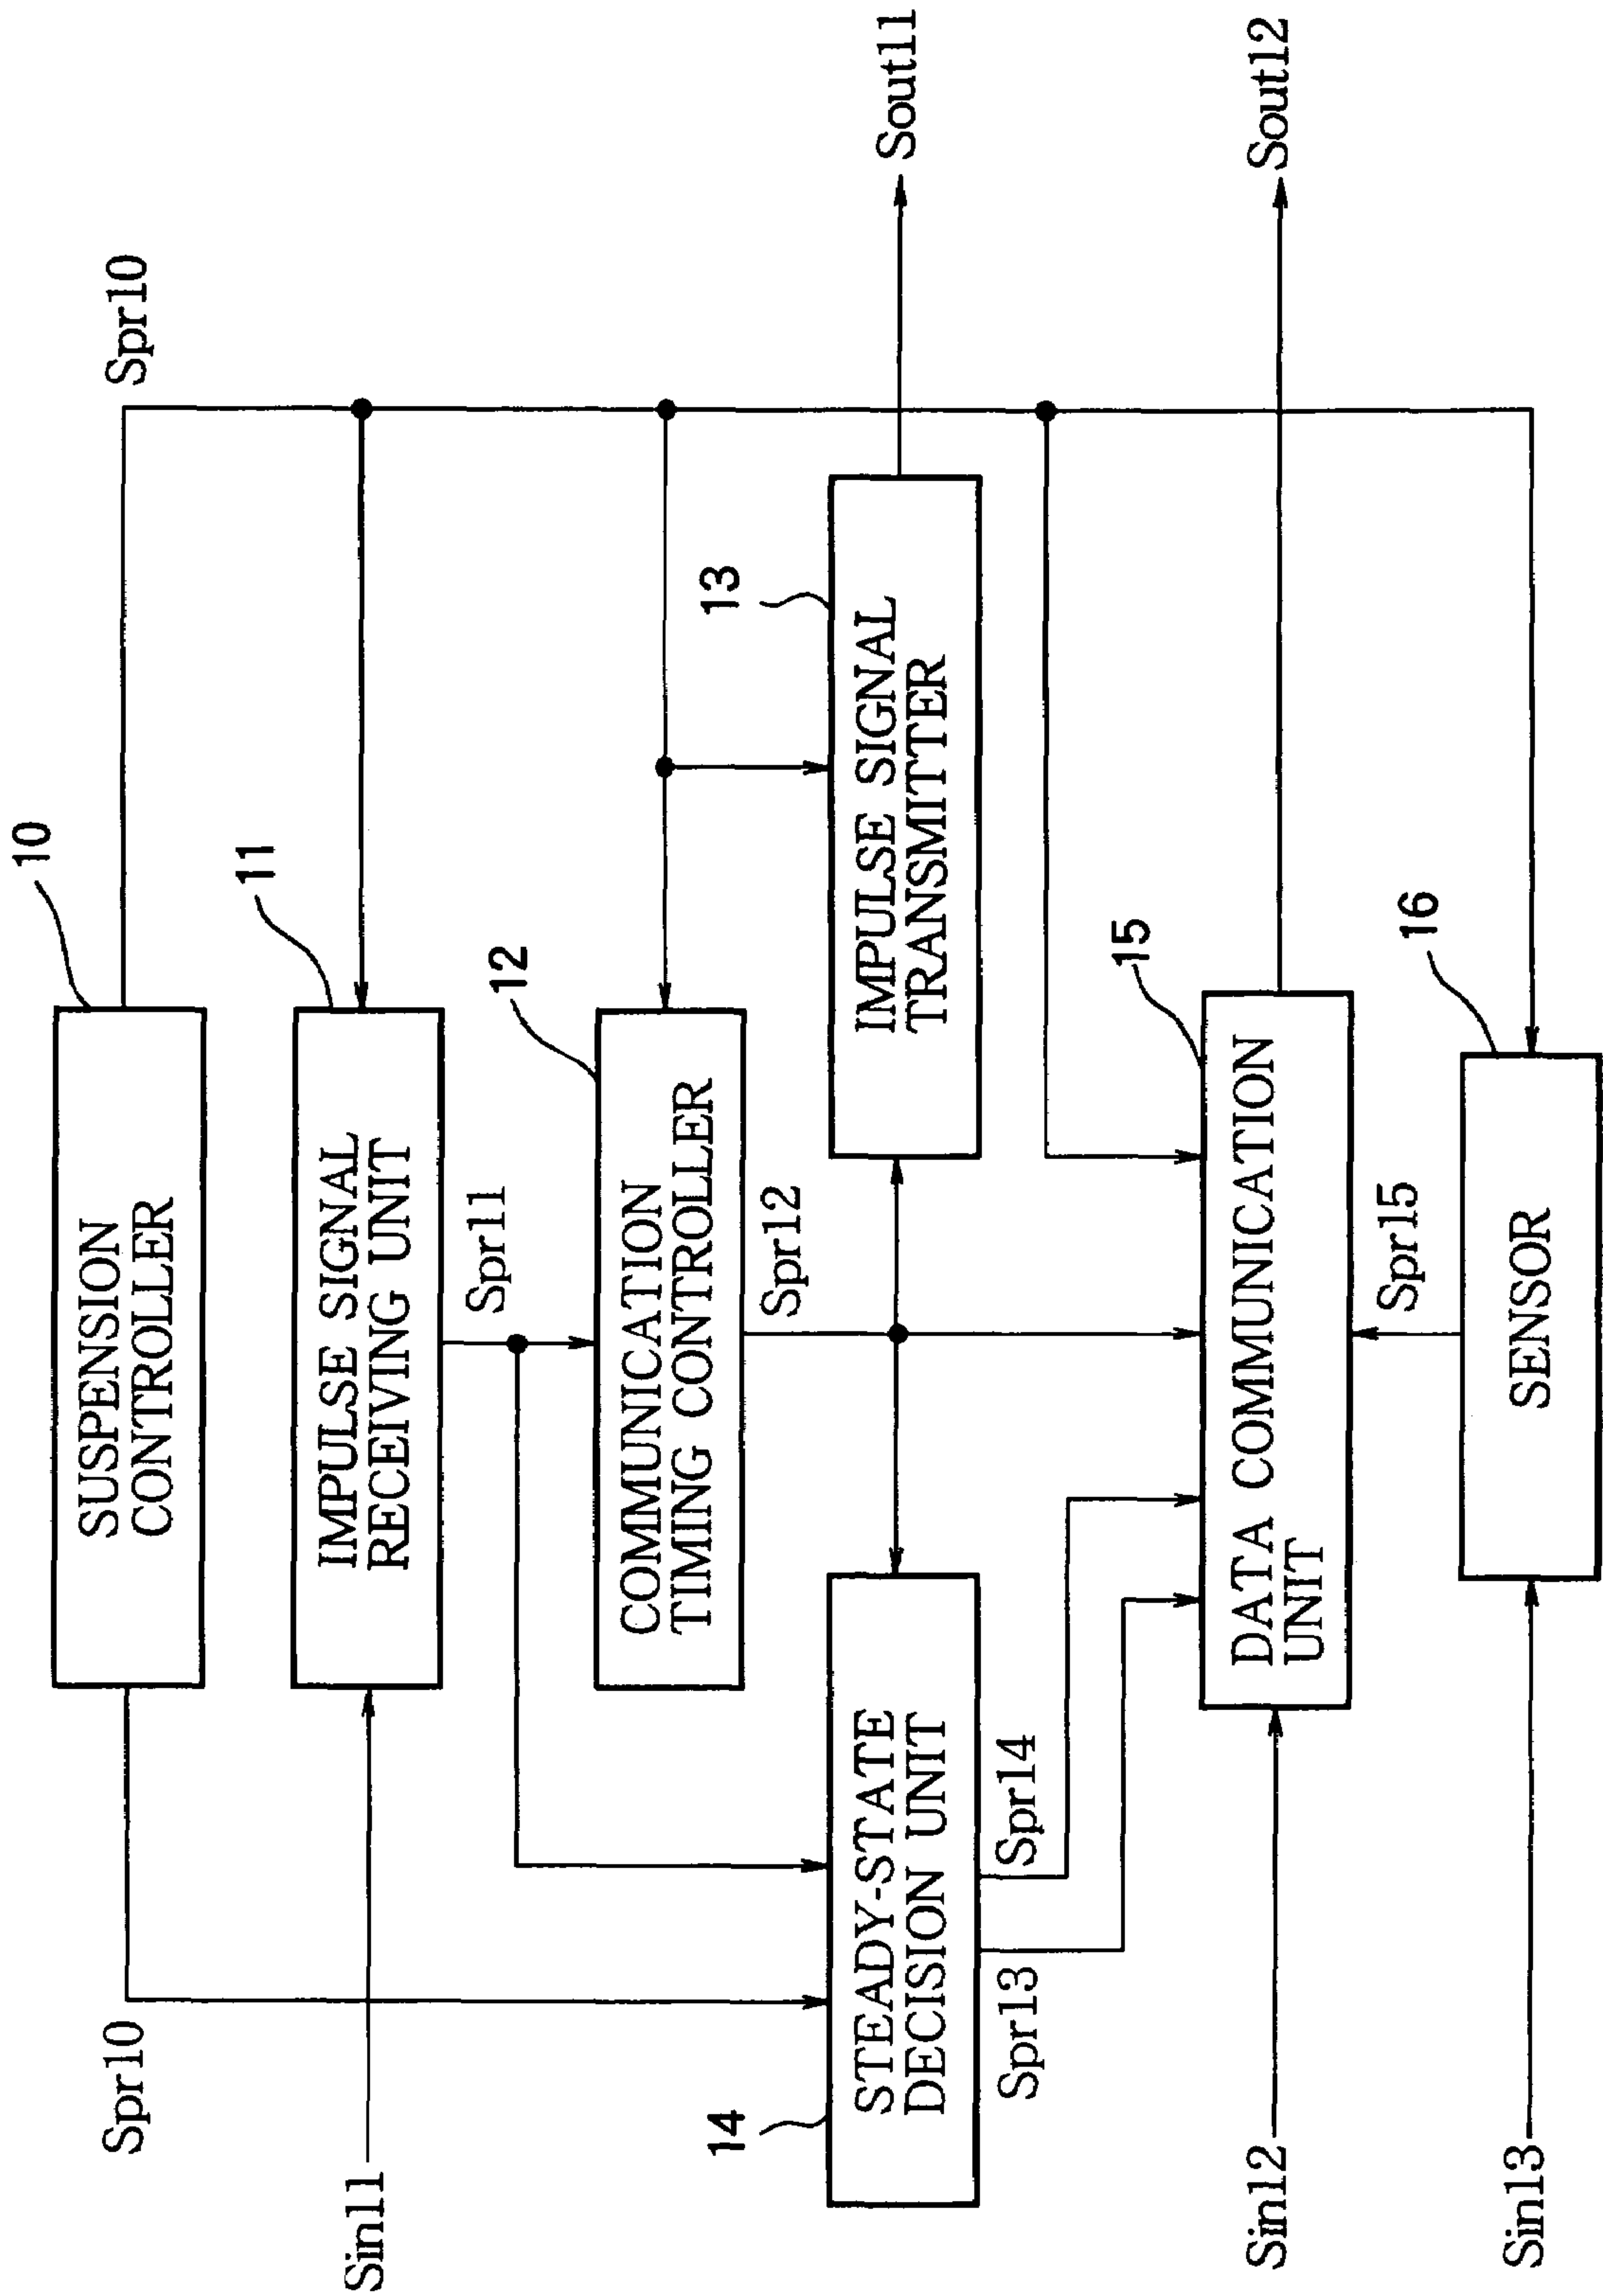 10
SUSPENSION
CONTROLLER
Spr10
Spr10
11
IMPULSE SIGNAL
RECEIVING UNIT
Sin11
Spr11
12
COMMUNICATION
TIMING CONTROLLER
Spr12
13
IMPULSE SIGNAL
TRANSMITTER
Sout11
14
STEADY-STATE
DECISION UNIT
Spr13
Spr14
15
DATA COMMUNICATION
UNIT
Sin12
Sout12
Spr15
16
SENSOR
Sin13